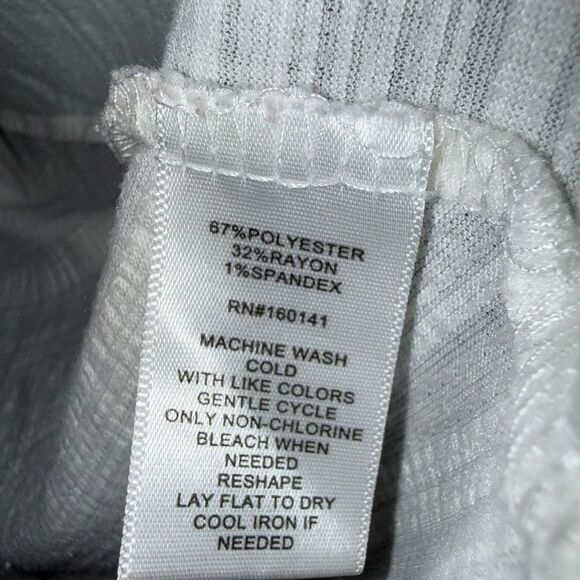 67%POLYESTER
32%RAYON
1%SPANDEX
RN#160141
MACHINE WASH
COLD
WITH LIKE COLORS
GENTLE CYCLE
ONLY NON-CHLORINE
BLEACH WHEN
NEEDED
RESHAPE
LAY FLAT TO DRY
COOL IRON IF
NEEDED